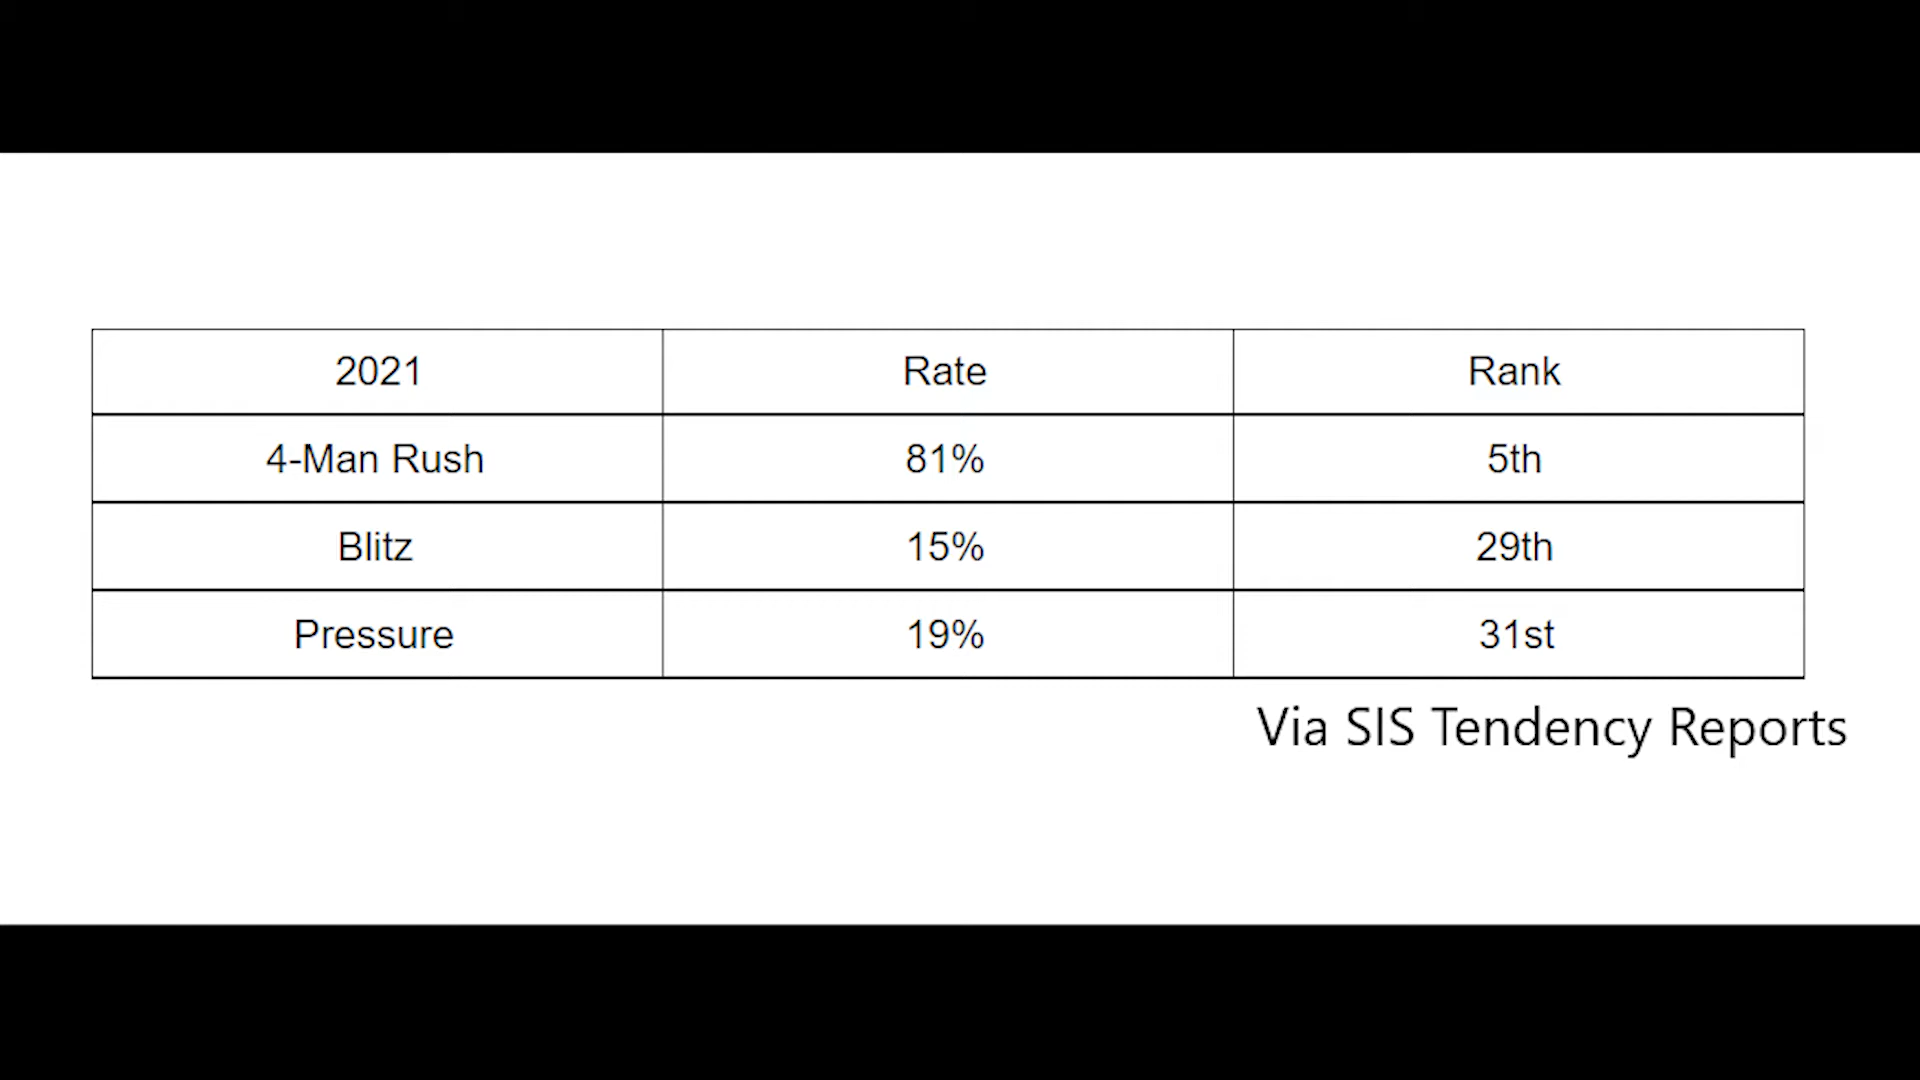 2021 Rate Rank
4-Man Rush 81% 5th
Blitz 15% 29th
Pressure 19% 31st
Via SIS Tendency Reports